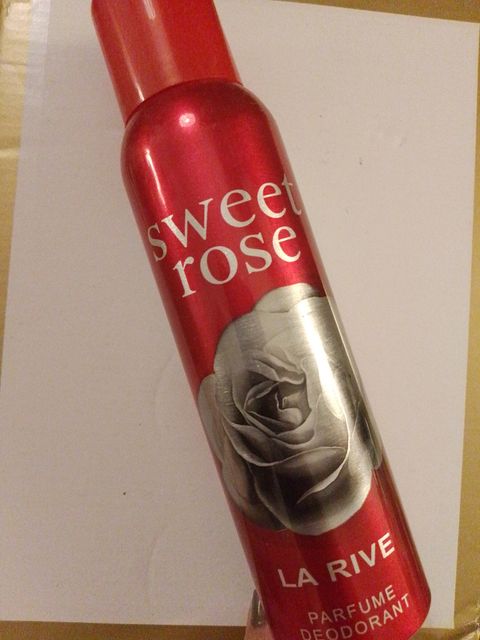 sweet
rose
LA RIVE
PARFUME
DEODORANT